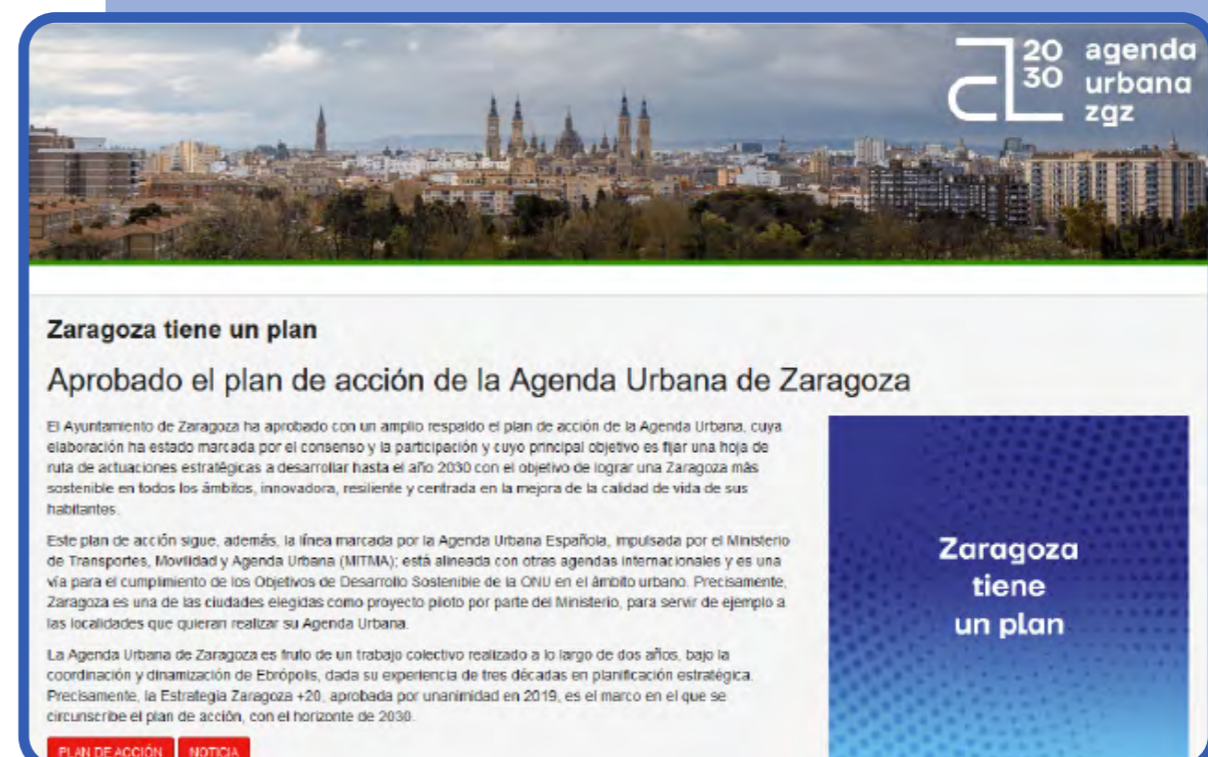 20 agenda
30 urbana
zgz
Zaragoza tiene un plan
Aprobado el plan de acción de la Agenda Urbana de Zaragoza
El Ayuntamiento de Zaragoza ha aprobado con un amplio respaldo el plan de acción de la Agenda Urbana, cuya
elaboración ha estado marcada por el consenso y la participación y cuyo principal objetivo es fijar una hoja de
ruta de actuaciones estratégicas a desarrollar hasta el año 2030 con el objetivo de lograr una Zaragoza más
sostenible en todos los ámbitos, innovadora, resiliente y centrada en la mejora de la calidad de vida de sus
habitantes.
Este plan de acción sigue, además, la línea marcada por la Agenda Urbana Española, impulsada por el Ministerio
de Transportes, Movilidad y Agenda Urbana (MITMA); está alineada con otras agendas internacionales y es una
vía para el cumplimiento de los Objetivos de Desarrollo Sostenible de la ONU en el ámbito urbano. Precisamente,
Zaragoza es una de las ciudades elegidas como proyecto piloto por parte del Ministerio, para servir de ejemplo a
las localidades que quieran realizar su Agenda Urbana.
La Agenda Urbana de Zaragoza es fruto de un trabajo colectivo realizado a lo largo de dos años, bajo la
coordinación y dinamización de Ebrópolis, dada su experiencia de tres décadas en planificación estratégica.
Precisamente, la Estrategia Zaragoza +20, aprobada por unanimidad en 2019, es el marco en el que se
circunscribe el plan de acción, con el horizonte de 2030.
PLAN DE ACCIÓN NOTICIA
Zaragoza
tiene
un plan